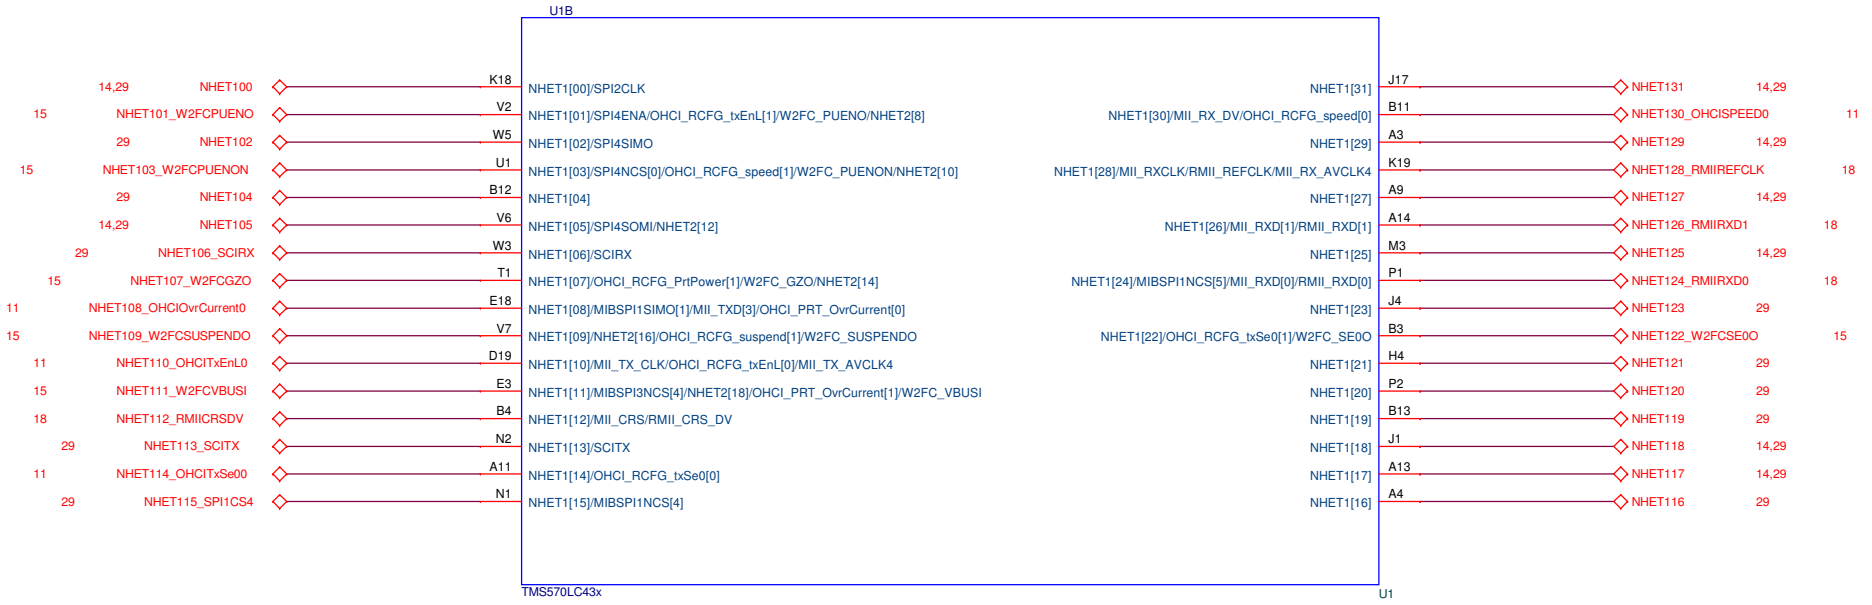 U1B
14,29 NHET100 K18 NHET1[00]/SPI2CLK NHET1[31] J17 NHET131 14,29
15 NHET101_W2FCPUENO V2 NHET1[01]/SPI4ENA/OHCI_RCFG_txEnL[1]/W2FC_PUENO/NHET2[8] NHET1[30]/MII_RX_DV/OHCI_RCFG_speed[0] B11 NHET130_OHCISPEED0 11
29 NHET102 W5 NHET1[02]/SPI4SIMO NHET1[29] A3 NHET129 14,29
15 NHET103_W2FCPUENON U1 NHET1[03]/SPI4NCS[0]/OHCI_RCFG_speed[1]/W2FC_PUENON/NHET2[10] NHET1[28]/MII_RXCLK/RMII_REFCLK/MII_RX_AVCLK4 K19 NHET128_RMIIREFCLK 18
29 NHET104 B12 NHET1[04] NHET1[27] A9 NHET127 14,29
14,29 NHET105 V6 NHET1[05]/SPI4SOMI/NHET2[12] NHET1[26]/MII_RXD[1]/RMII_RXD[1] A14 NHET126_RMIIRXD1 18
29 NHET106_SCIRX W3 NHET1[06]/SCIRX NHET1[25] M3 NHET125 14,29
15 NHET107_W2FCGZO T1 NHET1[07]/OHCI_RCFG_PrtPower[1]/W2FC_GZO/NHET2[14] NHET1[24]/MIBSPI1NCS[5]/MII_RXD[0]/RMII_RXD[0] P1 NHET124_RMIIRXD0 18
11 NHET108_OHCIOvrCurrent0 E18 NHET1[08]/MIBSPI1SIMO[1]/MII_TXD[3]/OHCI_PRT_OvrCurrent[0] NHET1[23] J4 NHET123 29
15 NHET109_W2FCSUSPENDO V7 NHET1[09]/NHET2[16]/OHCI_RCFG_suspend[1]/W2FC_SUSPENDO NHET1[22]/OHCI_RCFG_txSe0[1]/W2FC_SE0O B3 NHET122_W2FCSE0O 15
11 NHET110_OHCITxEnL0 D19 NHET1[10]/MII_TX_CLK/OHCI_RCFG_txEnL[0]/MII_TX_AVCLK4 NHET1[21] H4 NHET121 29
15 NHET111_W2FCVBUSI E3 NHET1[11]/MIBSPI3NCS[4]/NHET2[18]/OHCI_PRT_OvrCurrent[1]/W2FC_VBUSI NHET1[20] P2 NHET120 29
18 NHET112_RMIICRSDV B4 NHET1[12]/MII_CRS/RMII_CRS_DV NHET1[19] B13 NHET119 29
29 NHET113_SCITX N2 NHET1[13]/SCITX NHET1[18] J1 NHET118 14,29
11 NHET114_OHCITxSe00 A11 NHET1[14]/OHCI_RCFG_txSe0[0] NHET1[17] A13 NHET117 14,29
29 NHET115_SPI1CS4 N1 NHET1[15]/MIBSPI1NCS[4] NHET1[16] A4 NHET116 29
TMS570LC43x U1